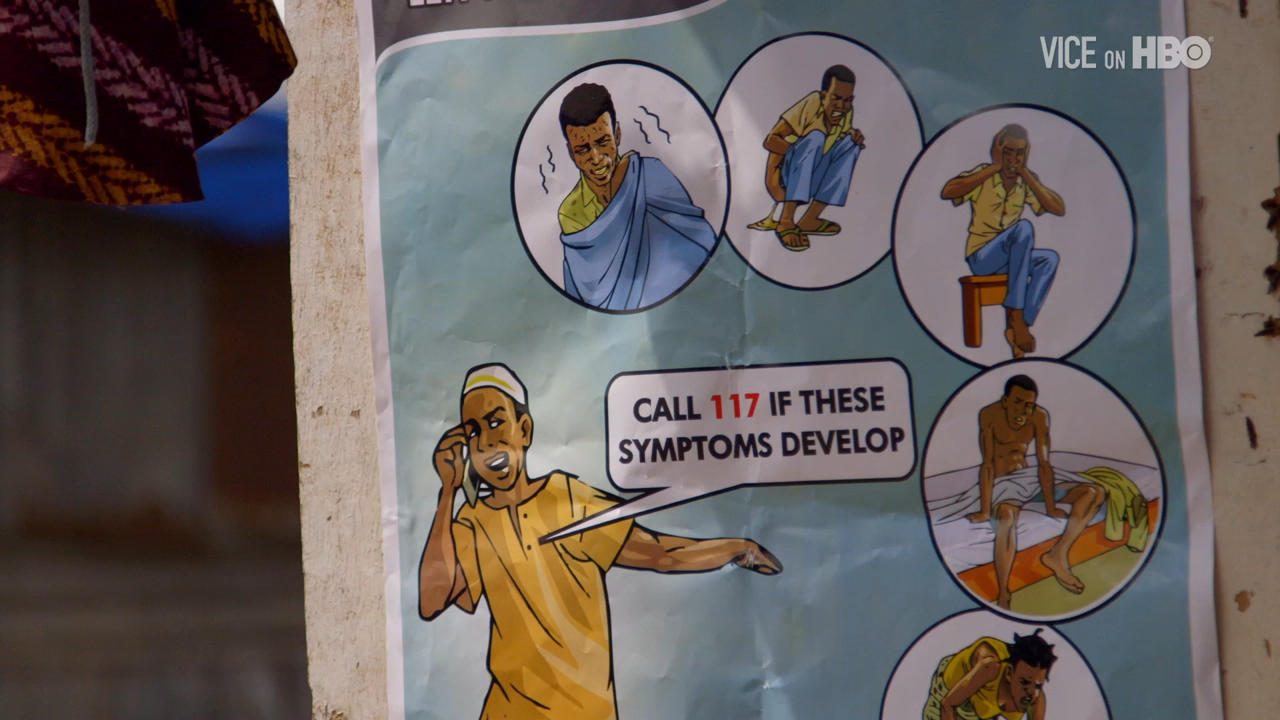 VICE ON HBO®
CALL 117 IF THESE
SYMPTOMS DEVELOP